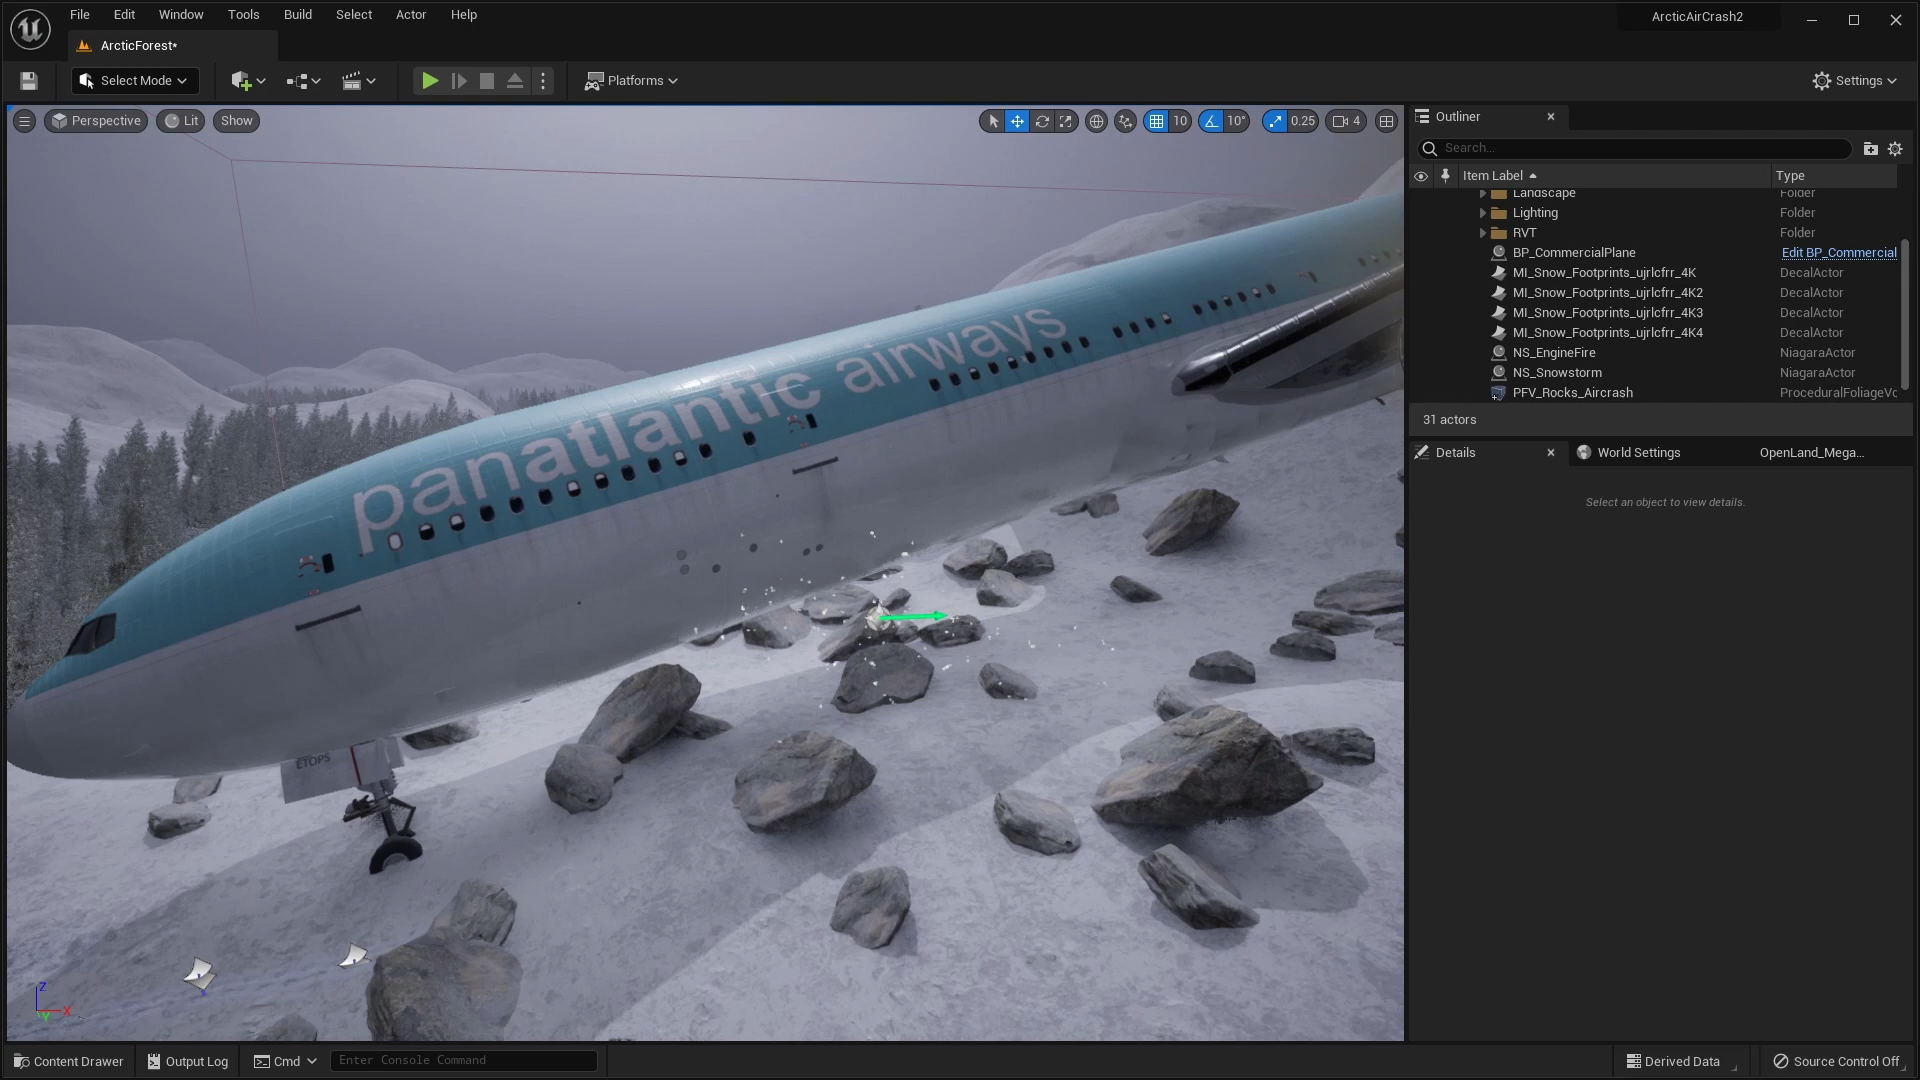 File Edit Window Tools Build Select Actor Help
ArcticAirCrash2
ArcticForest*
Select Mode
Platforms
Settings
Perspective
Lit
Show
10
10°
0.25
4
panatlantic airways
ETOPS
Z
X
Y
Outliner
Search...
Item Label
Type
Landscape
Folder
Lighting
Folder
RVT
Folder
BP_CommercialPlane
Edit BP_Commercial
MI_Snow_Footprints_ujrlcfrr_4K
DecalActor
MI_Snow_Footprints_ujrlcfrr_4K2
DecalActor
MI_Snow_Footprints_ujrlcfrr_4K3
DecalActor
MI_Snow_Footprints_ujrlcfrr_4K4
DecalActor
NS_EngineFire
NiagaraActor
NS_Snowstorm
NiagaraActor
PFV_Rocks_Aircrash
ProceduralFoliageVo
31 actors
Details
World Settings
OpenLand_Mega...
Select an object to view details.
Content Drawer
Output Log
Cmd
Enter Console Command
Derived Data
Source Control Off